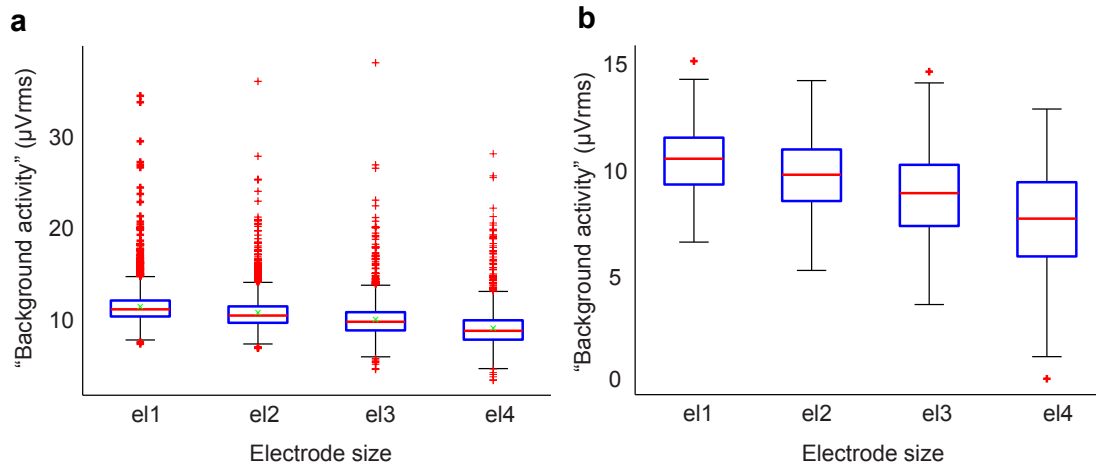 a
"Background activity" (µVrms)
30
20
10
el1 el2 el3 el4
Electrode size
b
“Background activity” (µVrms)
15
10
5
0
el1 el2 el3 el4
Electrode size